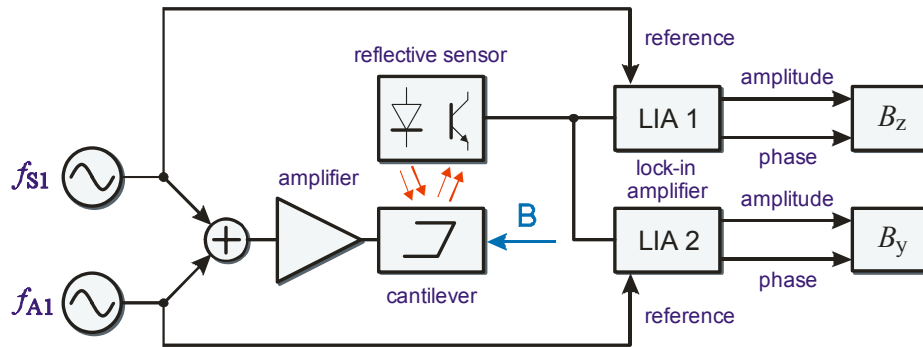 reference
reflective sensor
amplitude
LIA 1
B_z
phase
f_S1
amplifier
lock-in
amplifier
amplitude
B
+
LIA 2
B_y
phase
cantilever
f_A1
reference